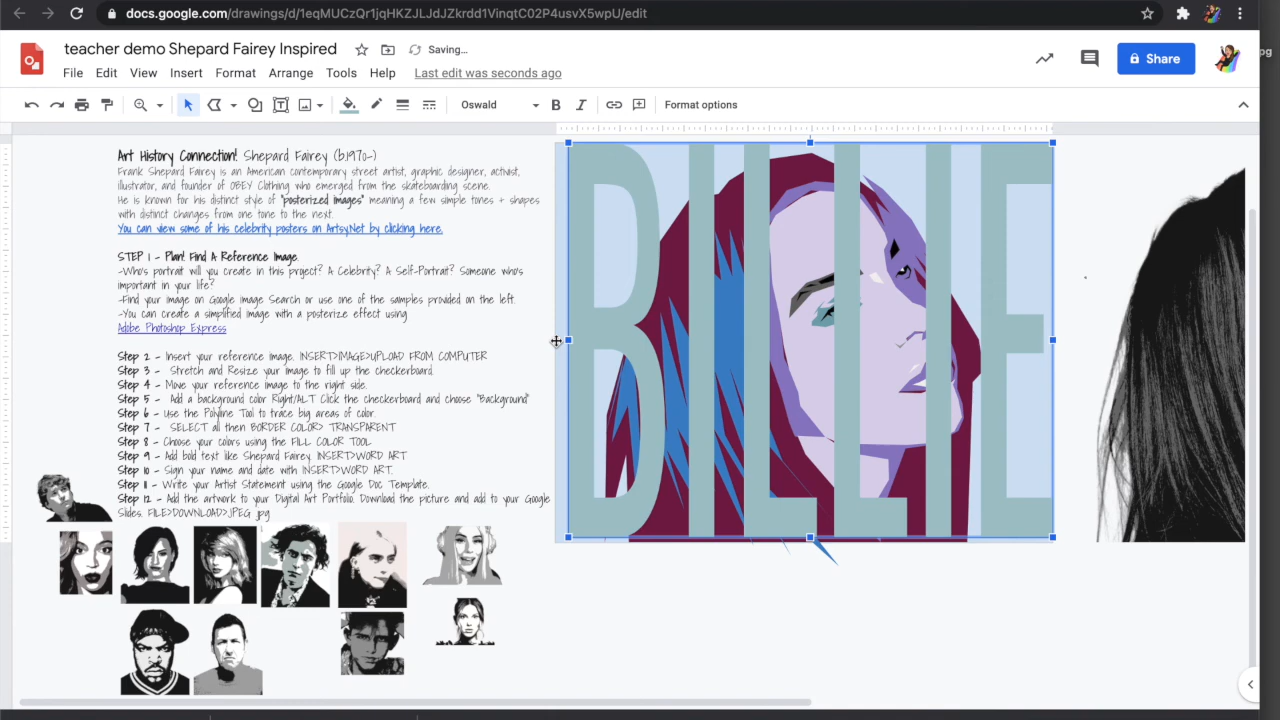 docs.google.com/drawings/d/1eqMUCzQr1jqHKZJLJdJZkrdd1VinqtC02P4usvX5wpU/edit
pg
teacher demo Shepard Fairey Inspired
Saving…
File Edit View Insert Format Arrange Tools Help Last edit was seconds ago
Share
Oswald
B I
Format options
Art History Connection! Shepard Fairey (b.1970-)
Frank Shepard Fairey is an American contemporary street artist, graphic designer, activist,
illustrator, and founder of OBEY Clothing who emerged from the skateboarding scene.
He is known for his distinct style of "posterized images" meaning a few simple tones + shapes
with distinct changes from one tone to the next.
You can view some of his celebrity posters on Artsy.Net by clicking here.
STEP 1 - Plan! Find A Reference Image.
-Who's portrait will you create in this project? A Celebrity? A Self-Portrait? Someone who's
important in your life?
-Find your image on Google image Search or use one of the samples provided on the left.
-You can create a simplified image with a posterize effect using
Adobe Photoshop Express
Step 2 - Insert your reference image. INSERT>IMAGE>UPLOAD FROM COMPUTER
Step 3 - Stretch and Resize your image to fill up the checkerboard.
Step 4 - Move your reference image to the right side.
Step 5 - Add a background color Right/ALT Click the checkerboard and choose "Background"
Step 6 - Use the Polyline Tool to trace big areas of color.
Step 7 - SELECT all then BORDER COLOR> TRANSPARENT
Step 8 - Choose your colors using the FILL COLOR TOOL
Step 9 - Add bold text like Shepard Fairey. INSERT>WORD ART
Step 10 - Sign your name and date with INSERT>WORD ART.
Step 11 - Write your Artist Statement using the Google Doc Template.
Step 12 - Add the artwork to your Digital Art Portfolio. Download the picture and add to your Google
Slides. FILE>DOWNLOAD>JPEG .jpg
BILLIE